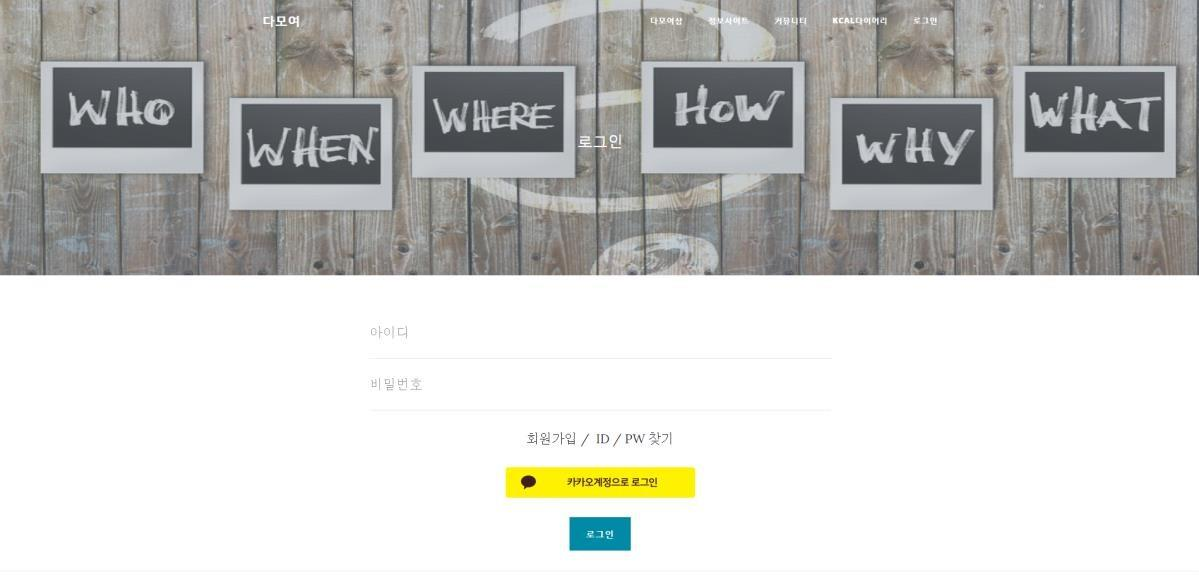 다모여
다모여상 정보사이트 커뮤니티 KCAL다이어리 로그인
WHO
WHEN
WHERE
HOW
WHY
WHAT
로그인
아이디
비밀번호
회원가입 / ID / PW 찾기
카카오계정으로 로그인
로그인